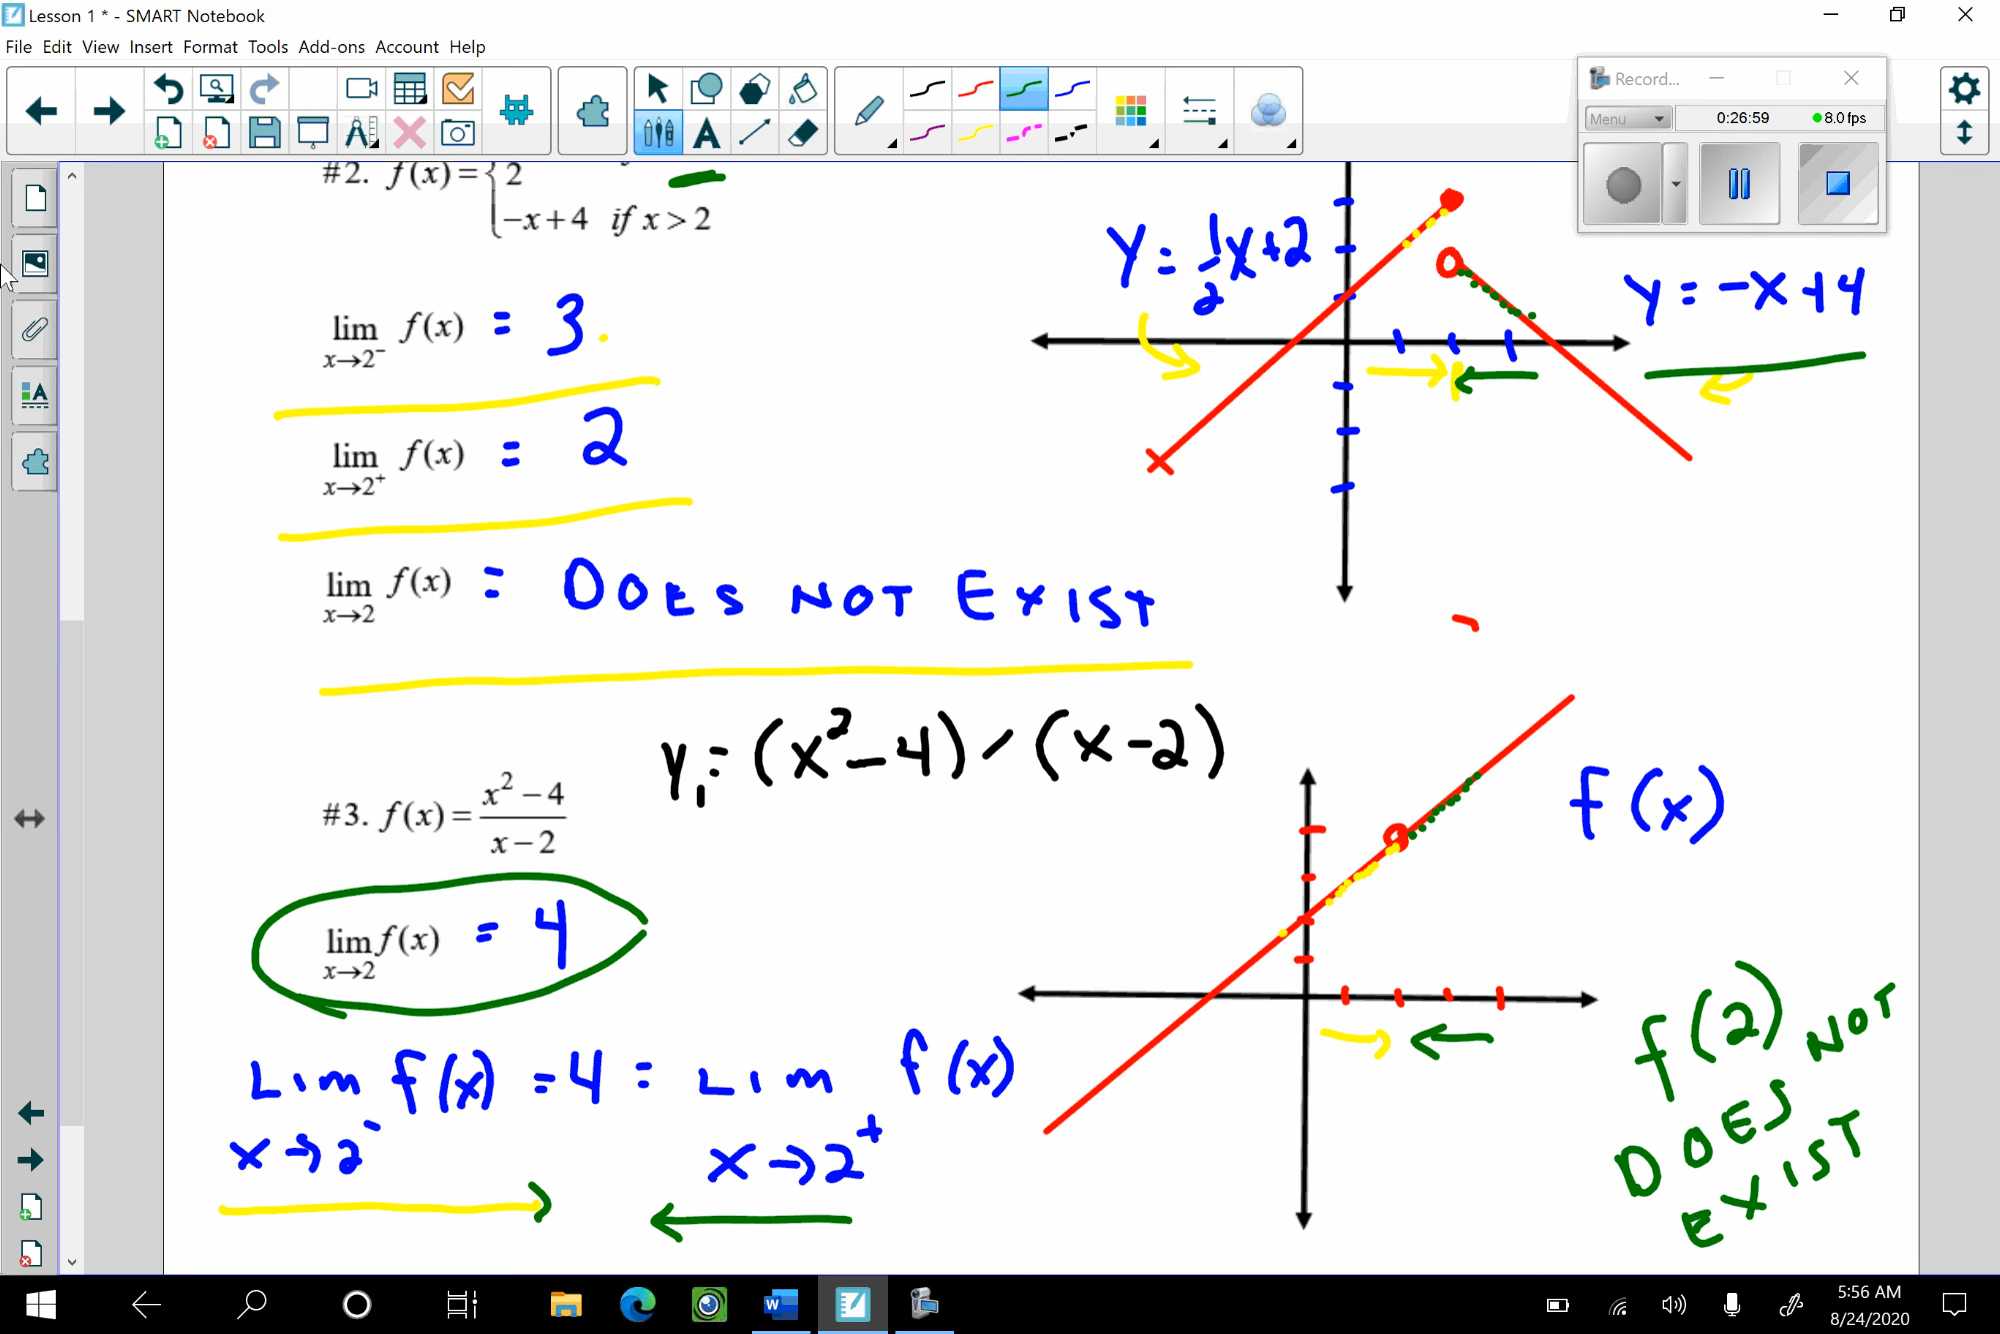 Lesson 1 * - SMART Notebook
File Edit View Insert Format Tools Add-ons Account Help
Record...
Menu 0:26:59 8.0 fps
#2. f(x) = { 2
-x + 4 if x > 2
y = 1/2 x + 2
y = -x + 4
lim x→2⁻ f(x) = 3.
lim x→2⁺ f(x) = 2
lim x→2 f(x) = DOES NOT EXIST
y₁ = (x² - 4) / (x - 2)
#3. f(x) = x² - 4 / x - 2
f(x)
lim x→2 f(x) = 4
f(2) DOES NOT EXIST
LIM x→2⁻ f(x) = 4 = LIM x→2⁺ f(x)
5:56 AM
8/24/2020